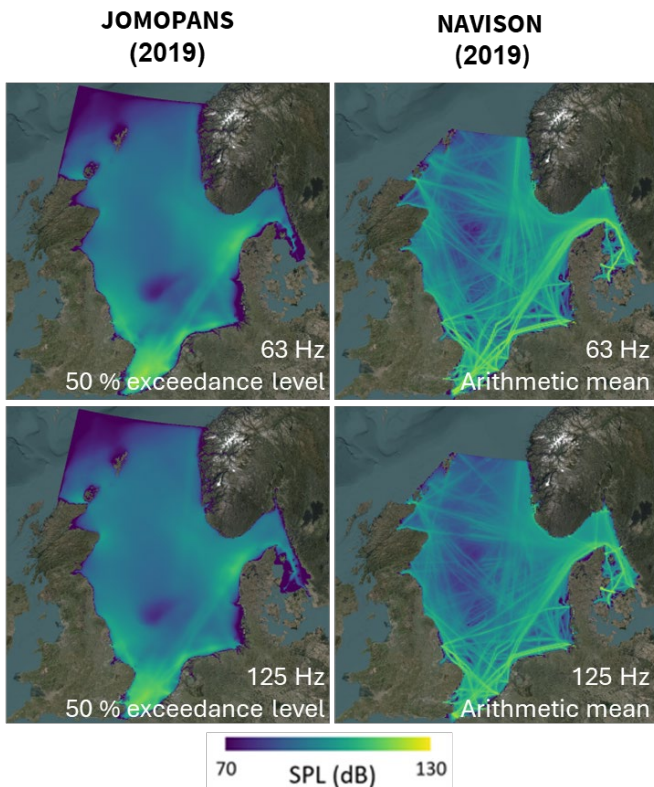 JOMOPANS
(2019)
NAVISON
(2019)
63 Hz
50 % exceedance level
63 Hz
Arithmetic mean
125 Hz
50 % exceedance level
125 Hz
Arithmetic mean
70
SPL (dB)
130